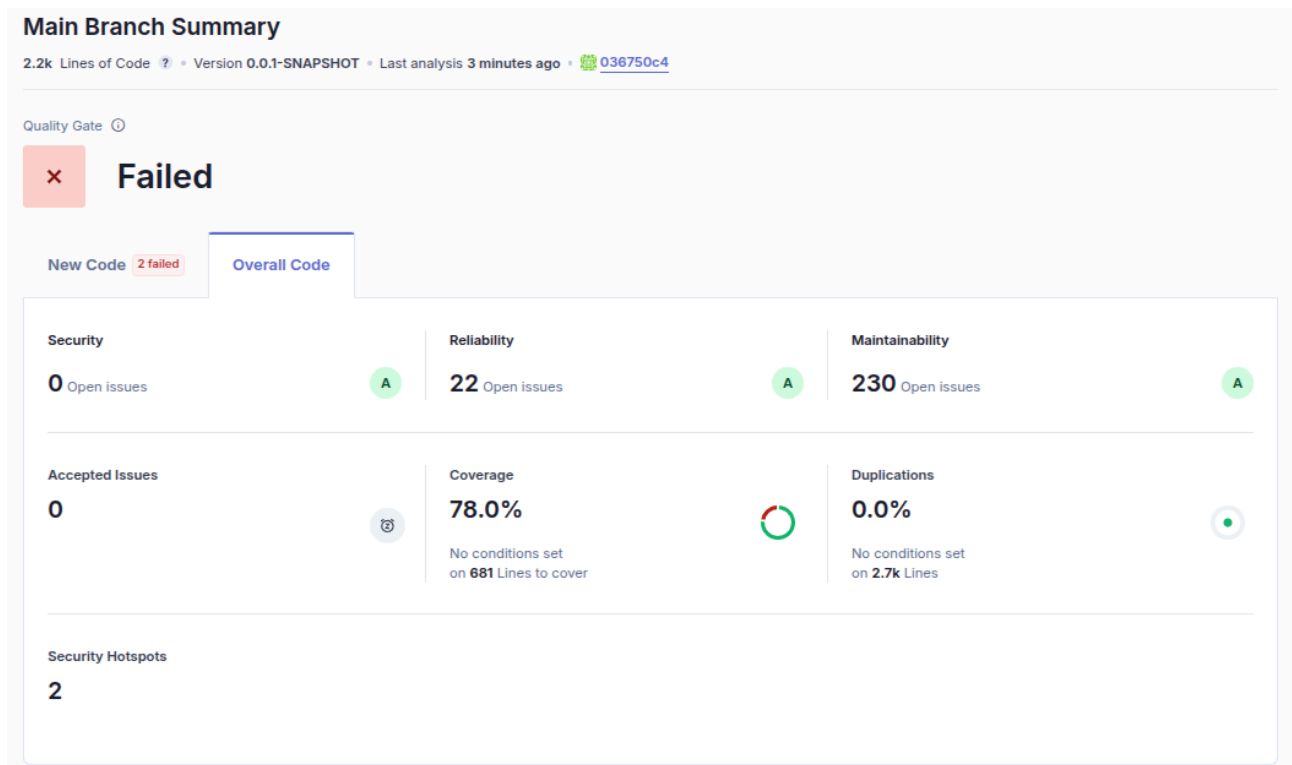 Main Branch Summary
2.2k Lines of Code ? • Version 0.0.1-SNAPSHOT • Last analysis 3 minutes ago • 036750c4
Quality Gate
Failed
New Code 2 failed
Overall Code
Security
0 Open issues
A
Reliability
22 Open issues
A
Maintainability
230 Open issues
A
Accepted Issues
0
Coverage
78.0%
No conditions set
on 681 Lines to cover
Duplications
0.0%
No conditions set
on 2.7k Lines
Security Hotspots
2